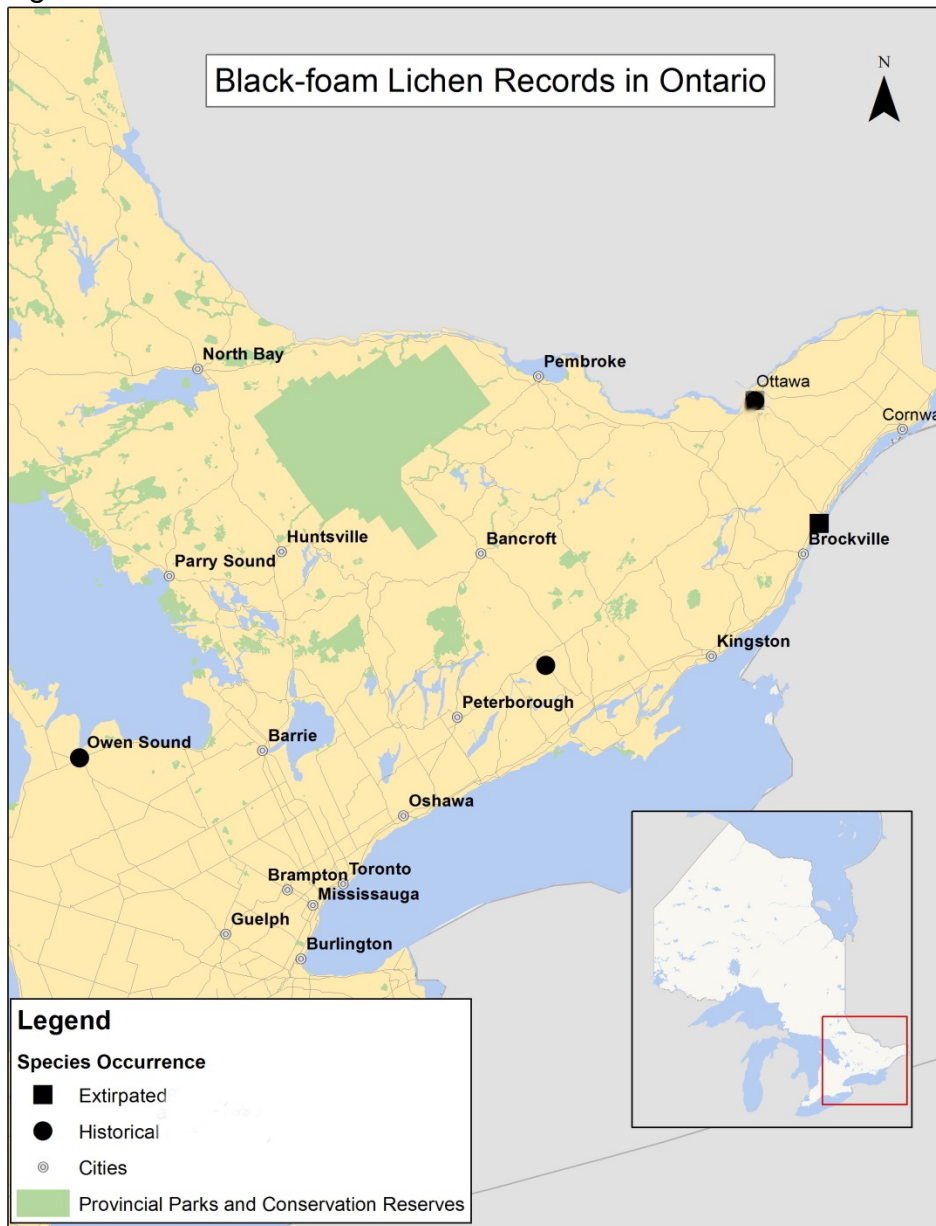 Black-foam Lichen Records in Ontario
N
North Bay
Pembroke
Ottawa
Cornwa
Huntsville
Bancroft
Brockville
Parry Sound
Kingston
Peterborough
Owen Sound
Barrie
Oshawa
Brampton
Toronto
Mississauga
Guelph
Burlington
Legend
Species Occurrence
Extirpated
Historical
Cities
Provincial Parks and Conservation Reserves